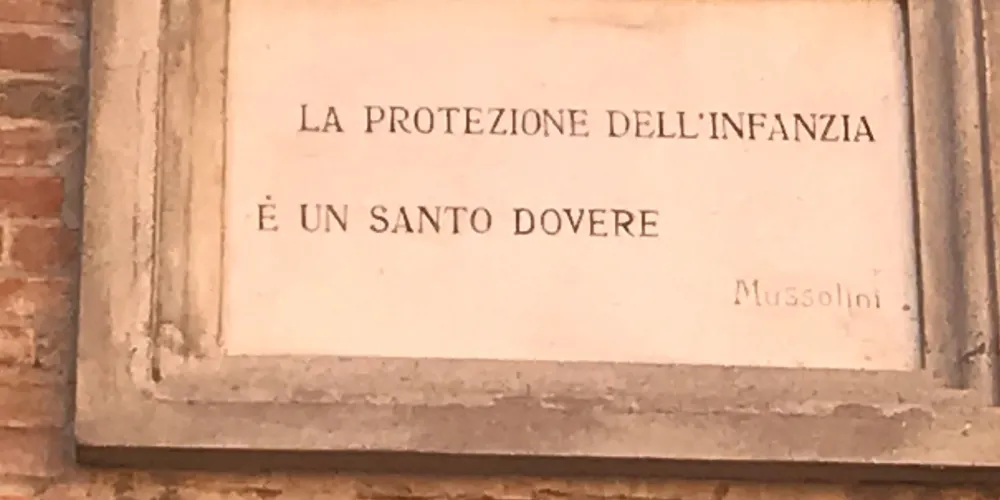 LA PROTEZIONE DELL'INFANZIA
È UN SANTO DOVERE
Mussolini